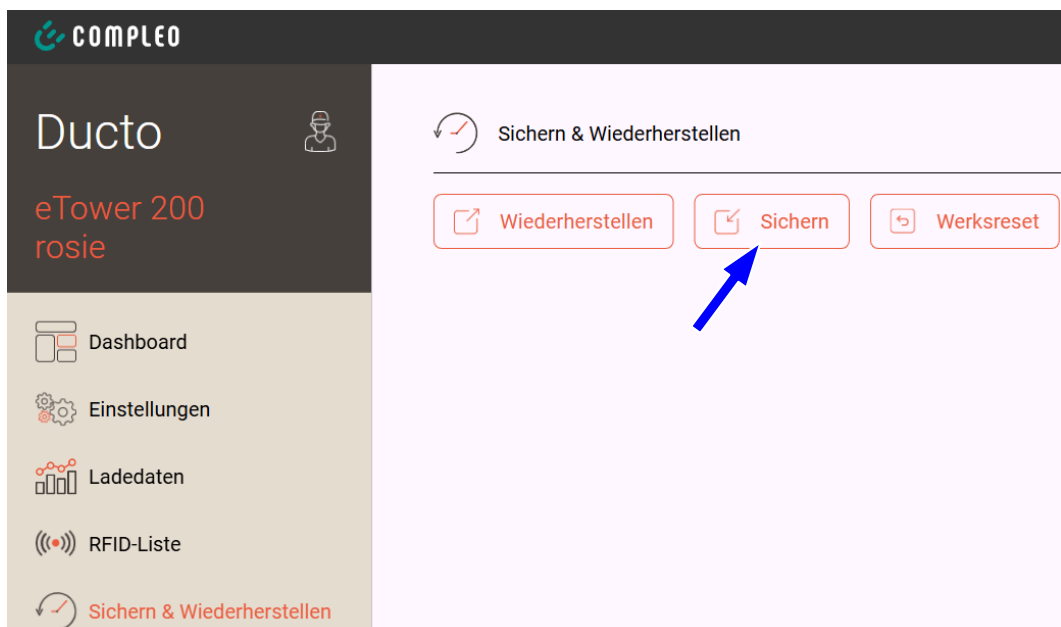 COMPLEO
Ducto
eTower 200
rosie
Dashboard
Einstellungen
Ladedaten
RFID-Liste
Sichern & Wiederherstellen
Sichern & Wiederherstellen
Wiederherstellen Sichern Werksreset